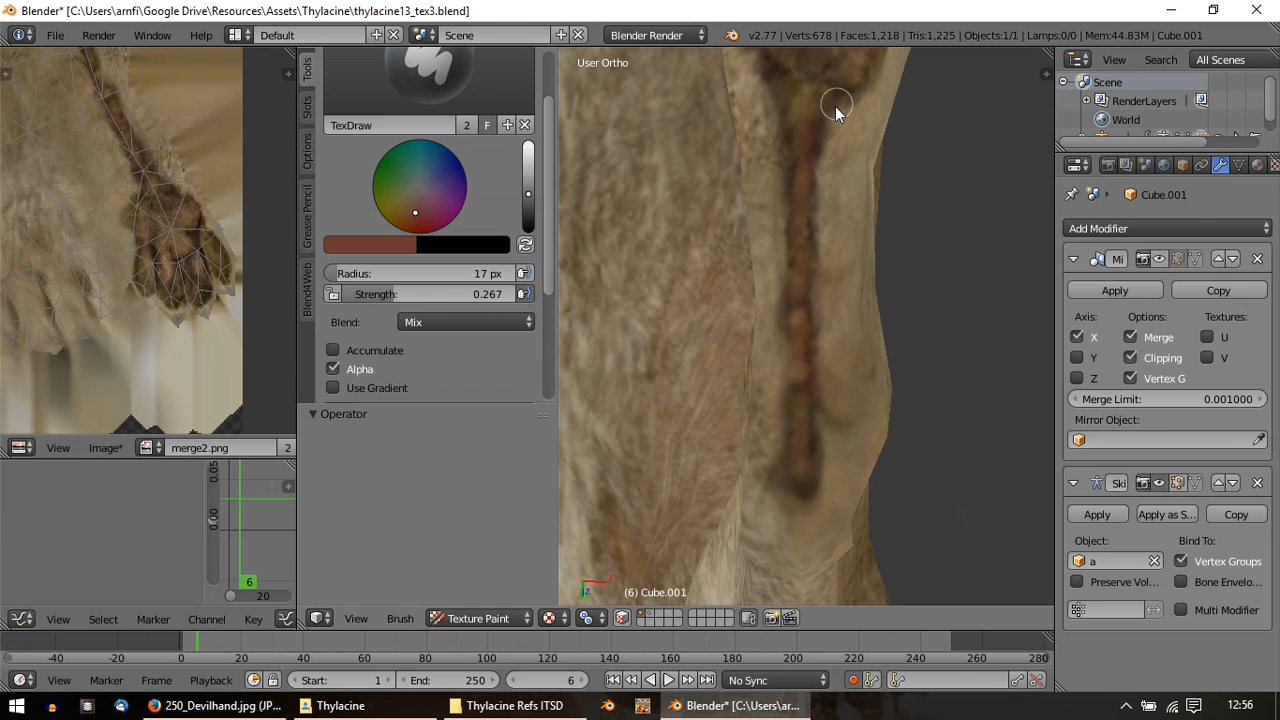 Blender* [C:\Users\arnfi\Google Drive\Resources\Assets\Thylacine\thylacine13_tex3.blend]
File Render Window Help Default Scene Blender Render v2.77 | Verts:678 | Faces:1,218 | Tris:1,225 | Objects:1/1 | Lamps:0/0 | Mem:44.83M | Cube.001
Tools
Slots
Options
Grease Pencil
Blend4Web
TexDraw 2 F
Radius: 17 px
Strength: 0.267
Blend: Mix
Accumulate
Alpha
Use Gradient
Operator
User Ortho
(6) Cube.001
View Search All Scenes
Scene
RenderLayers
World
Cube.001
Add Modifier
Mi
Apply Copy
Axis: Options: Textures:
X Merge U
Y Clipping V
Z Vertex G
Merge Limit: 0.001000
Mirror Object:
Ski
Apply Apply as S... Copy
Object: Bind To:
a Vertex Groups
Preserve Vol... Bone Envelo...
Multi Modifier
View Image* merge2.png 2
0.05
0.00
6
20
View Select Marker Channel Key
View Brush Texture Paint
-40 -20 0 20 40 60 80 100 120 140 160 180 200 220 240 260 280
View Marker Frame Playback Start: 1 End: 250 6 No Sync
250_Devilhand.jpg (JP... Thylacine Thylacine Refs ITSD Blender* [C:\Users\ar... 12:56